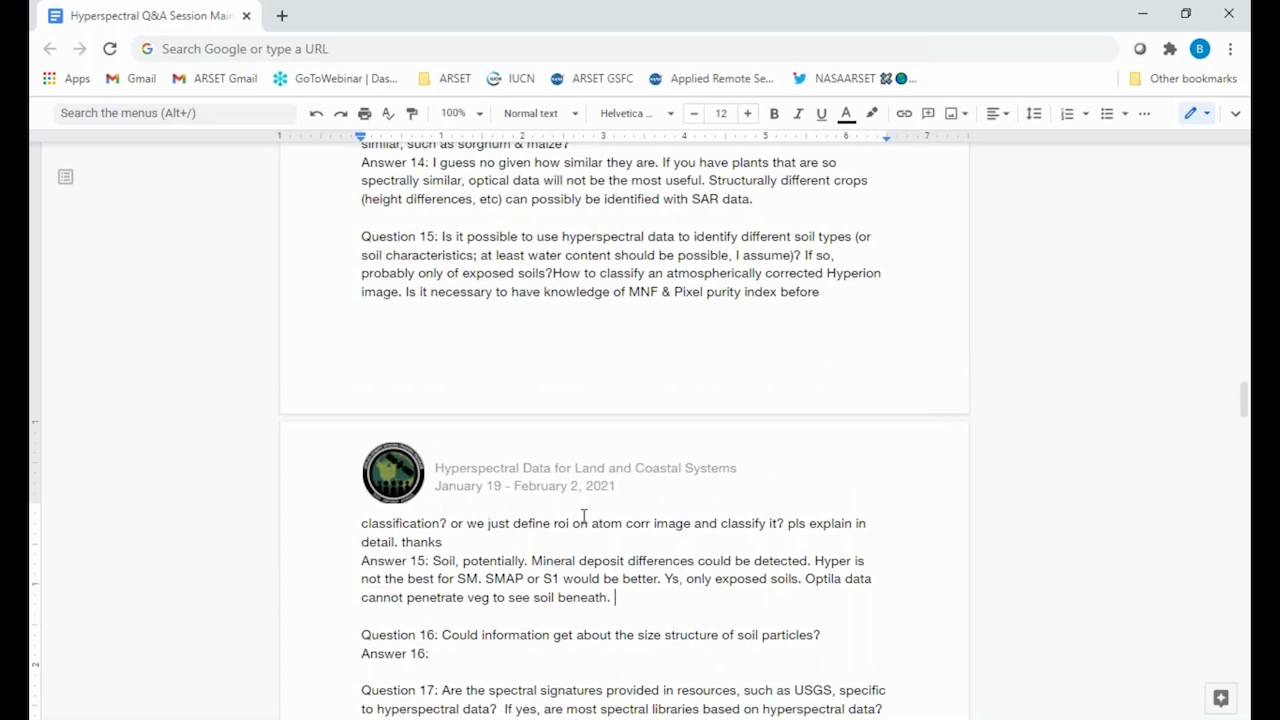 Hyperspectral Q&A Session Main
Search Google or type a URL
B
Apps Gmail ARSET Gmail GoToWebinar | Das... ARSET IUCN ARSET GSFC Applied Remote Se... NASAARSET ... Other bookmarks
Search the menus (Alt+/) 100% Normal text Helvetica ... 12 B I U A
1 1 2 3 4 5 6 7
similar, such as sorghum & maize?
Answer 14: I guess no given how similar they are. If you have plants that are so
spectrally similar, optical data will not be the most useful. Structurally different crops
(height differences, etc) can possibly be identified with SAR data.
Question 15: Is it possible to use hyperspectral data to identify different soil types (or
soil characteristics; at least water content should be possible, I assume)? If so,
probably only of exposed soils?How to classify an atmospherically corrected Hyperion
image. Is it necessary to have knowledge of MNF & Pixel purity index before
Hyperspectral Data for Land and Coastal Systems
January 19 - February 2, 2021
classification? or we just define roi on atom corr image and classify it? pls explain in
detail. thanks
Answer 15: Soil, potentially. Mineral deposit differences could be detected. Hyper is
not the best for SM. SMAP or S1 would be better. Ys, only exposed soils. Optila data
cannot penetrate veg to see soil beneath.
Question 16: Could information get about the size structure of soil particles?
Answer 16:
Question 17: Are the spectral signatures provided in resources, such as USGS, specific
to hyperspectral data? If yes, are most spectral libraries based on hyperspectral data?